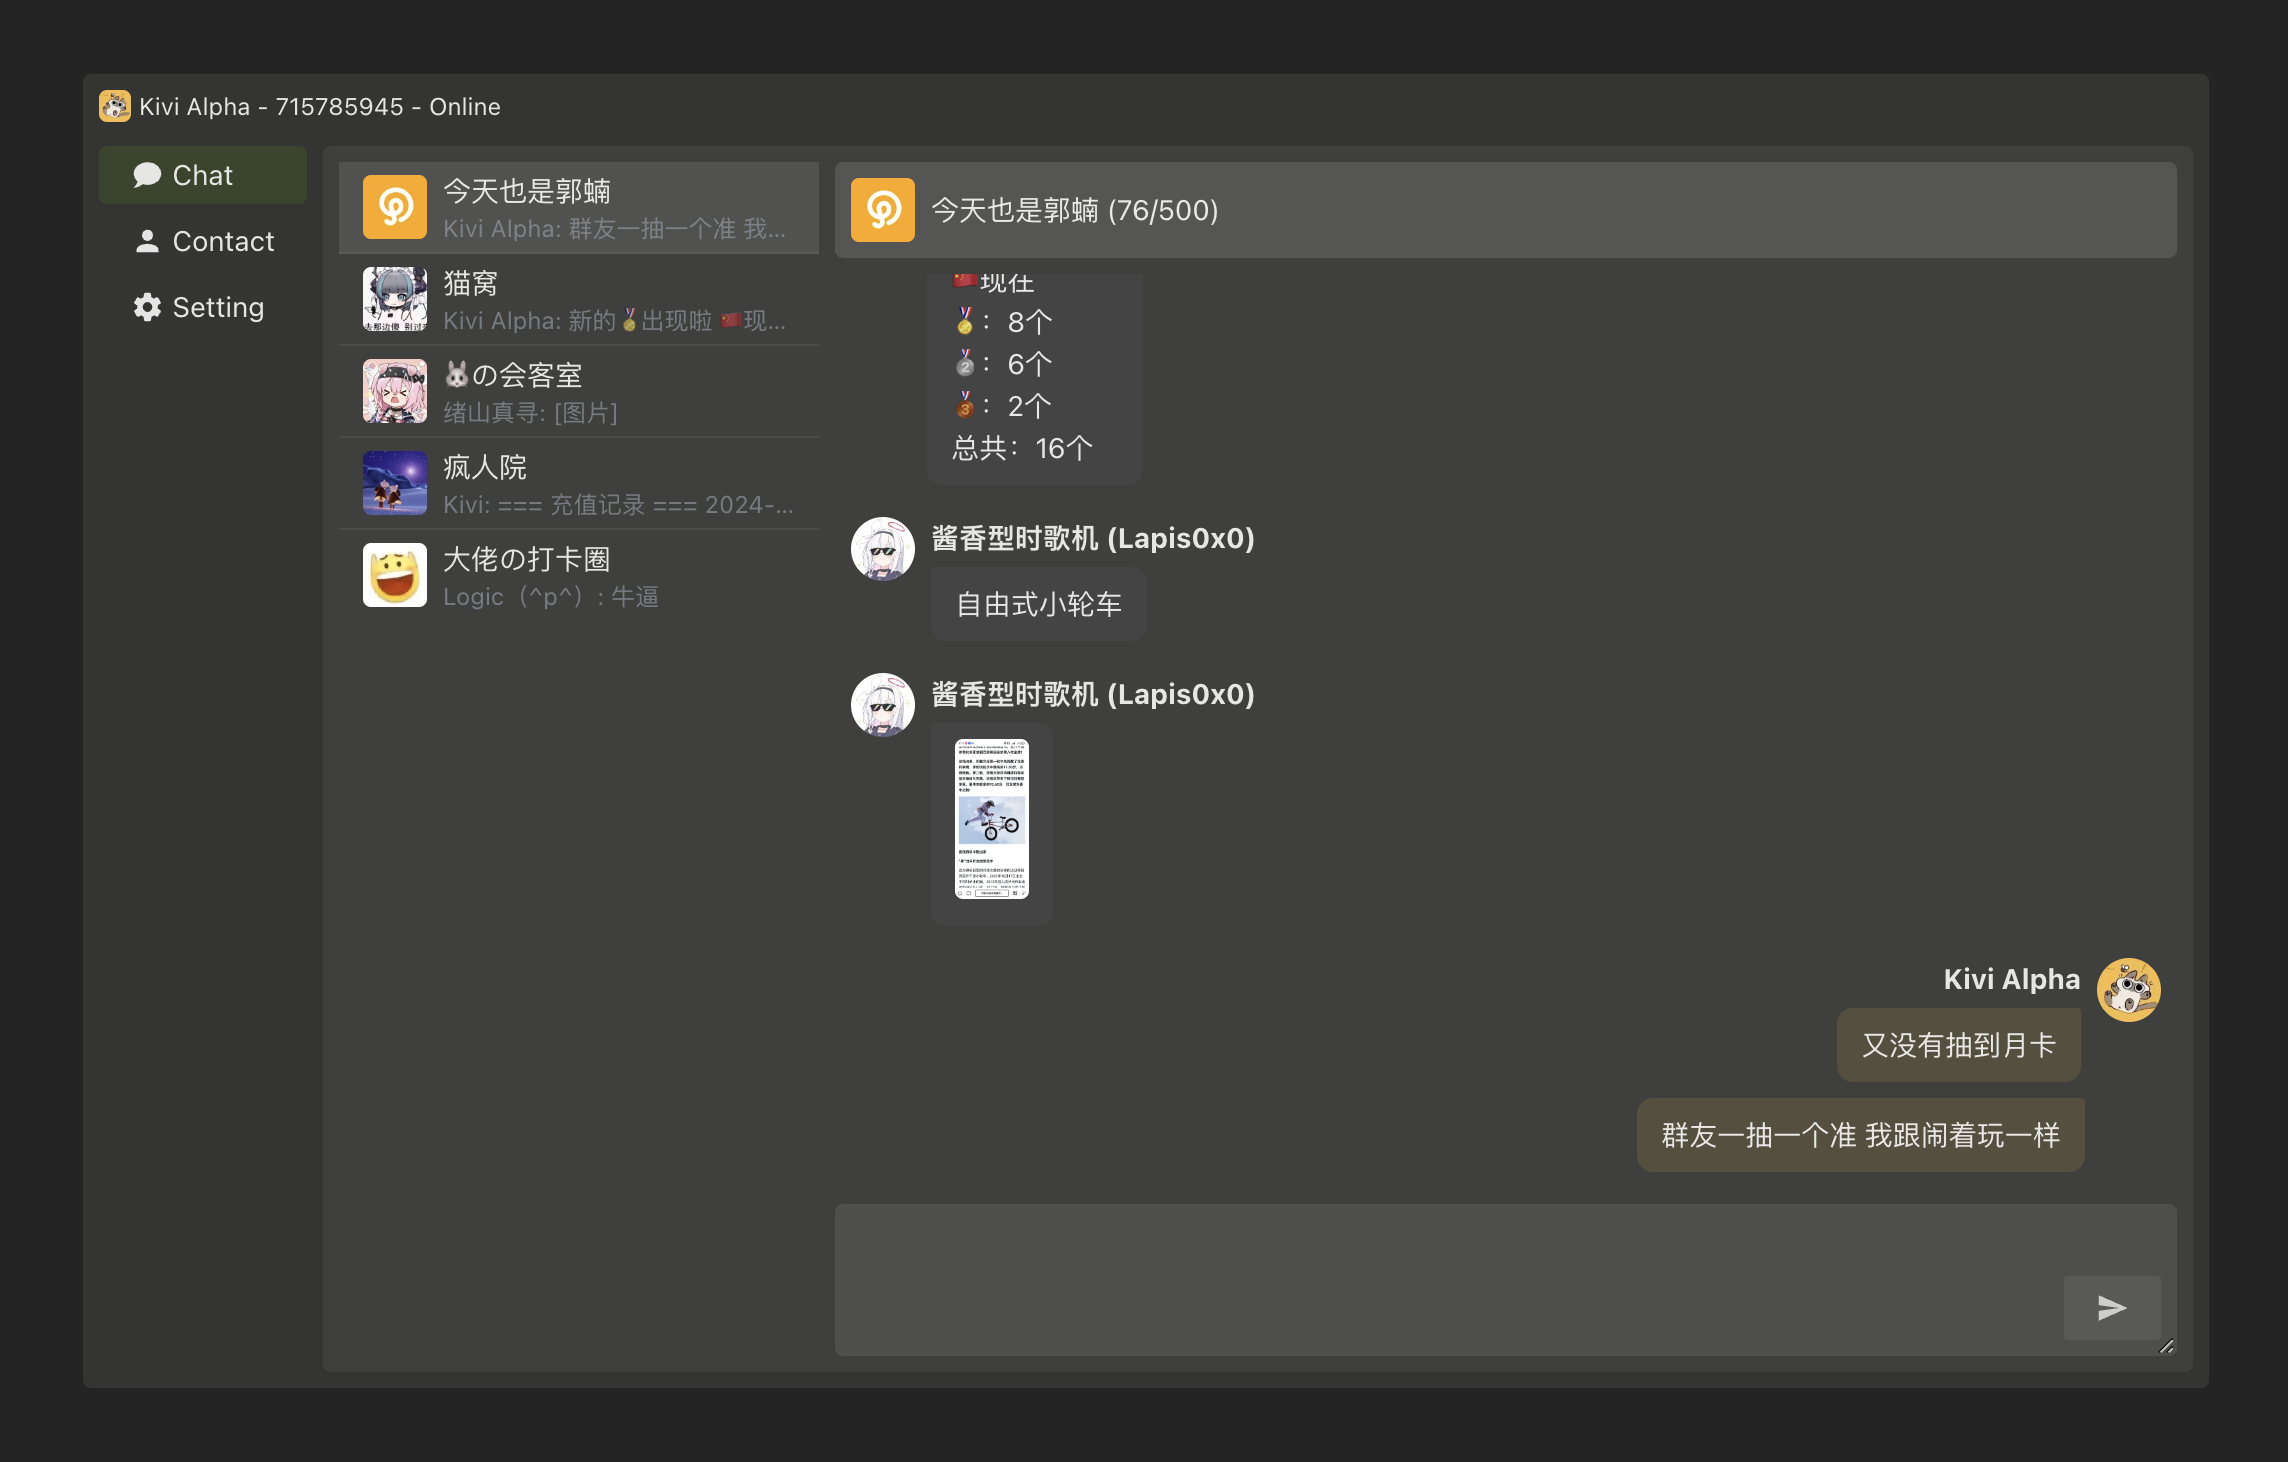 Kivi Alpha - 715785945 - Online
Chat
Contact
Setting
今天也是郭蝻
Kivi Alpha: 群友一抽一个准 我...
猫窝
Kivi Alpha: 新的🏅出现啦 🇨🇳现...
🐰の会客室
绪山真寻: [图片]
疯人院
Kivi: === 充值记录 === 2024-...
大佬の打卡圈
Logic（^p^）: 牛逼
今天也是郭蝻 (76/500)
🇨🇳现在
🥇：8个
🥈：6个
🥉：2个
总共：16个
酱香型时歌机 (Lapis0x0)
自由式小轮车
酱香型时歌机 (Lapis0x0)
Kivi Alpha
又没有抽到月卡
群友一抽一个准 我跟闹着玩一样